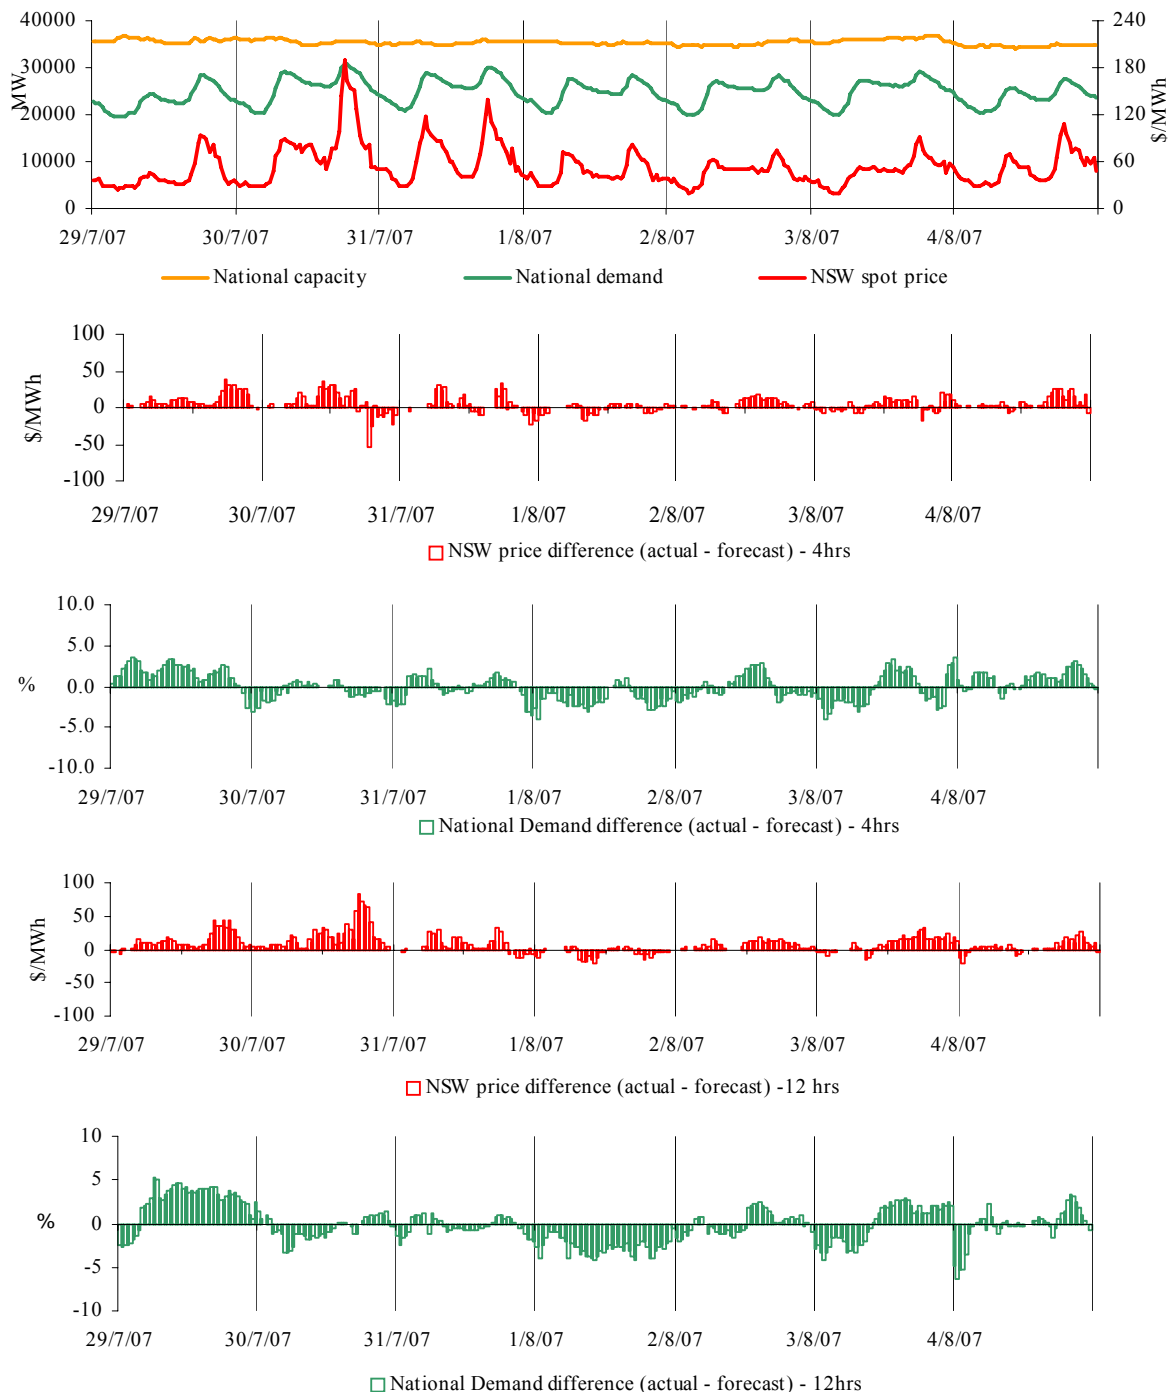 40000
30000
20000
10000
0
MW
240
180
120
60
0
$/MWh
29/7/07 30/7/07 31/7/07 1/8/07 2/8/07 3/8/07 4/8/07
National capacity National demand NSW spot price
100
50
0
-50
-100
$/MWh
29/7/07 30/7/07 31/7/07 1/8/07 2/8/07 3/8/07 4/8/07
NSW price difference (actual - forecast) - 4hrs
10.0
5.0
0.0
-5.0
-10.0
%
29/7/07 30/7/07 31/7/07 1/8/07 2/8/07 3/8/07 4/8/07
National Demand difference (actual - forecast) - 4hrs
100
50
0
-50
-100
$/MWh
29/7/07 30/7/07 31/7/07 1/8/07 2/8/07 3/8/07 4/8/07
NSW price difference (actual - forecast) -12 hrs
10
5
0
-5
-10
%
29/7/07 30/7/07 31/7/07 1/8/07 2/8/07 3/8/07 4/8/07
National Demand difference (actual - forecast) - 12hrs